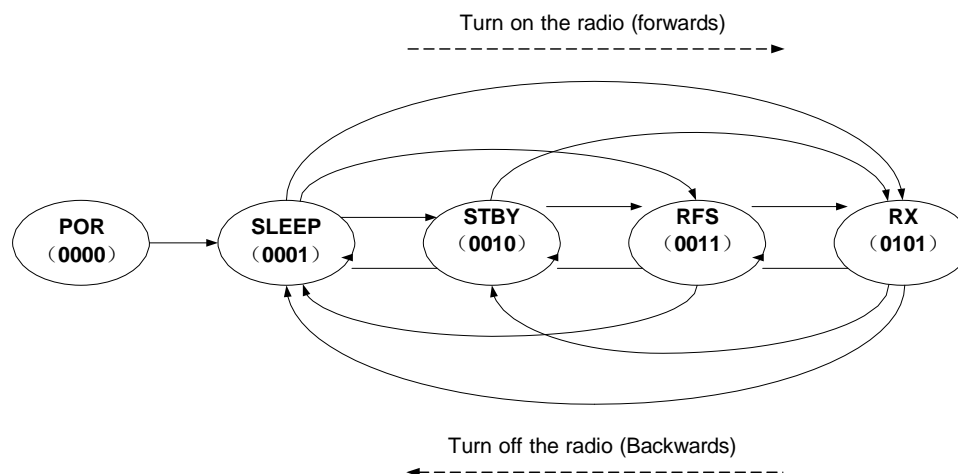 Turn on the radio (forwards)
POR
（0000）
SLEEP
（0001）
STBY
（0010）
RFS
（0011）
RX
（0101）
Turn off the radio (Backwards)